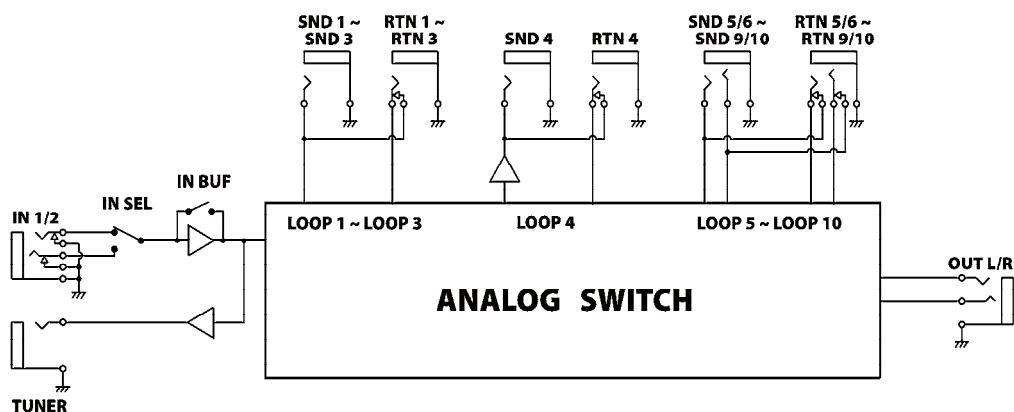 SND 1 ~
SND 3
RTN 1 ~
RTN 3
SND 4
RTN 4
SND 5/6 ~
SND 9/10
RTN 5/6 ~
RTN 9/10
IN BUF
IN SEL
IN 1/2
LOOP 1 ~ LOOP 3
LOOP 4
LOOP 5 ~ LOOP 10
OUT L/R
ANALOG SWITCH
TUNER